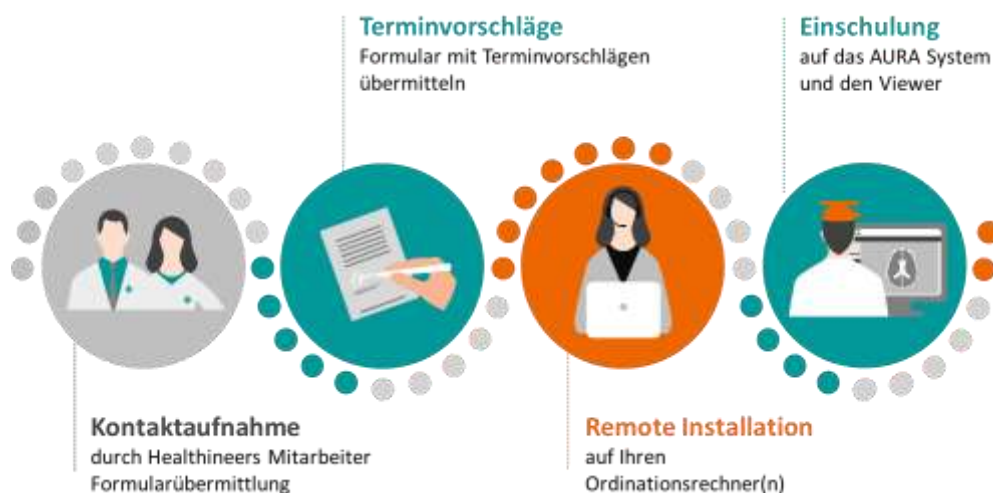 Terminvorschläge
Formular mit Terminvorschlägen
übermitteln
Einschulung
auf das AURA System
und den Viewer
Kontaktaufnahme
durch Healthineers Mitarbeiter
Formularübermittlung
Remote Installation
auf Ihren
Ordinationsrechner(n)